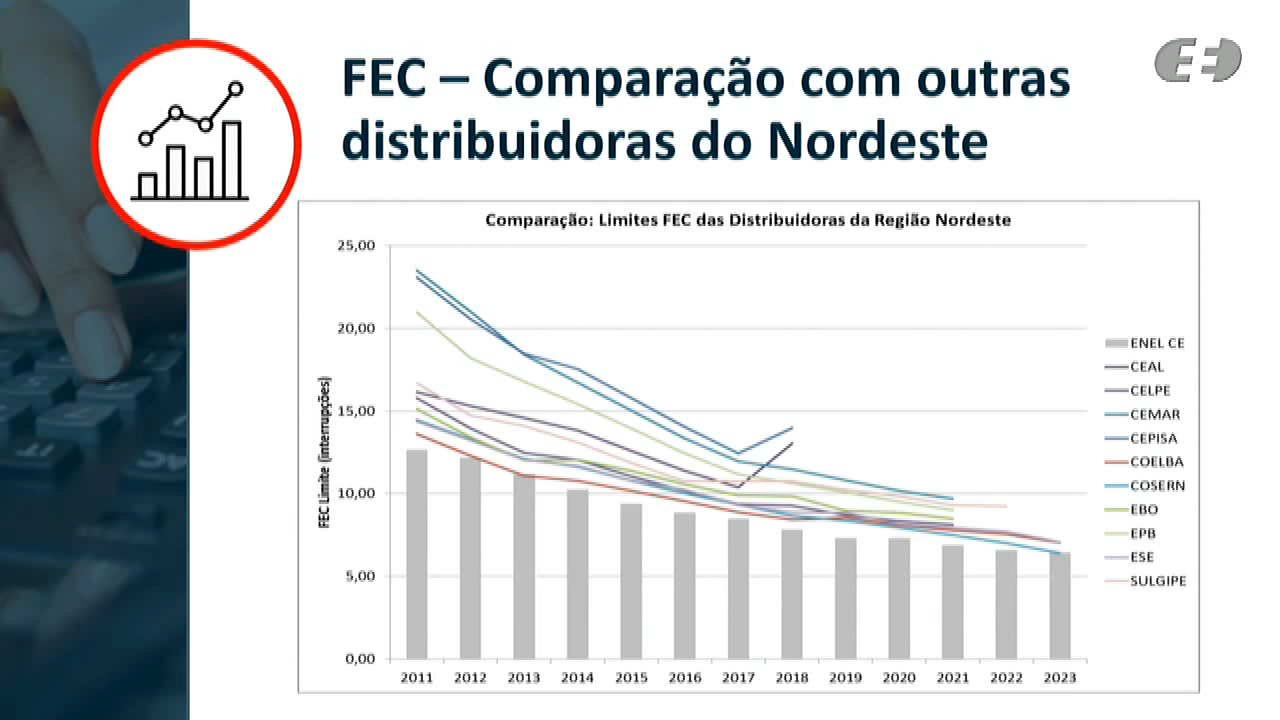 FEC – Comparação com outras
distribuidoras do Nordeste
Comparação: Limites FEC das Distribuidoras da Região Nordeste
FEC Limite (interrupções)
25,00
20,00
15,00
10,00
5,00
0,00
2011 2012 2013 2014 2015 2016 2017 2018 2019 2020 2021 2022 2023
ENEL CE
CEAL
CELPE
CEMAR
CEPISA
COELBA
COSERN
EBO
EPB
ESE
SULGIPE